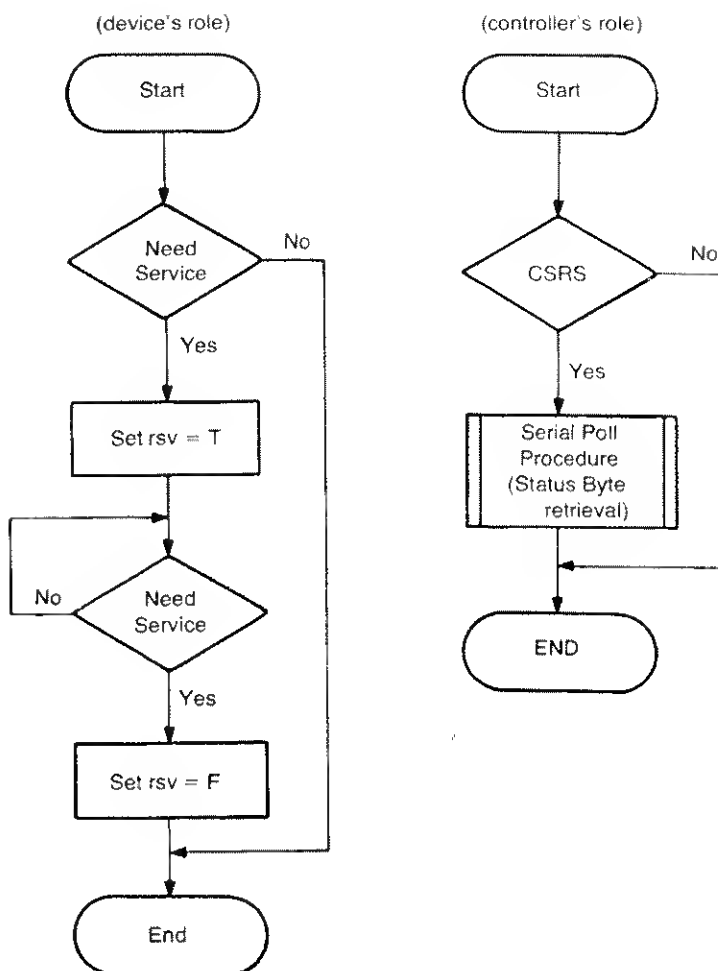 (device's role)
Start
Need
Service
No
Yes
Set rsv = T
No
Need
Service
Yes
Set rsv = F
End
(controller's role)
Start
CSRS
No
Yes
Serial Poll
Procedure
(Status Byte
retrieval)
END